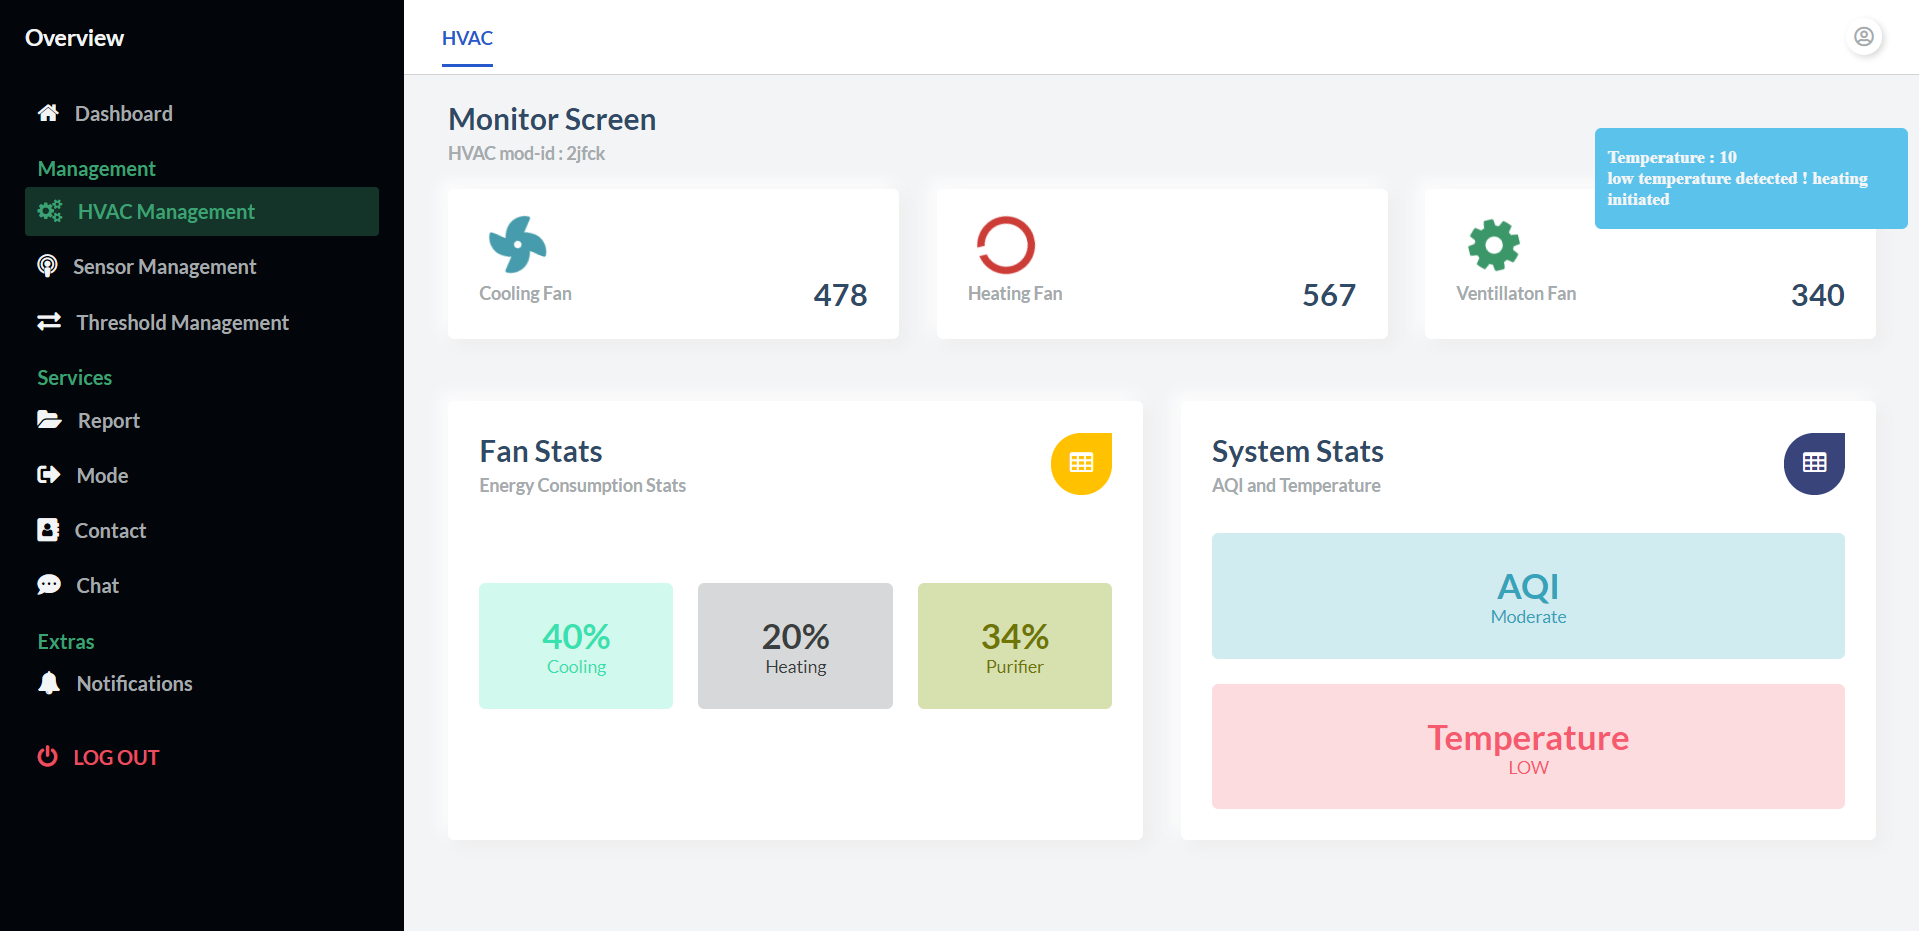 Overview
Dashboard
Management
HVAC Management
Sensor Management
Threshold Management
Services
Report
Mode
Contact
Chat
Extras
Notifications
LOG OUT
HVAC
Monitor Screen
HVAC mod-id : 2jfck
Temperature : 10
low temperature detected ! heating
initiated
Cooling Fan
478
Heating Fan
567
Ventillaton Fan
340
Fan Stats
Energy Consumption Stats
40%
Cooling
20%
Heating
34%
Purifier
System Stats
AQI and Temperature
AQI
Moderate
Temperature
LOW